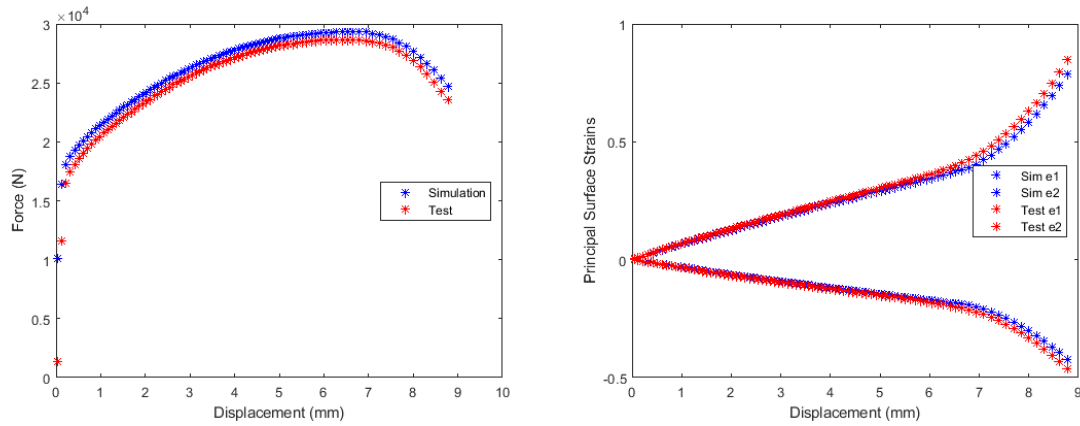 ×10⁴
3
2.5
2
1.5
1
0.5
0
Force (N)
0 1 2 3 4 5 6 7 8 9 10
Displacement (mm)
Simulation
Test
1
0.5
0
-0.5
Principal Surface Strains
0 1 2 3 4 5 6 7 8 9
Displacement (mm)
Sim e1
Sim e2
Test e1
Test e2